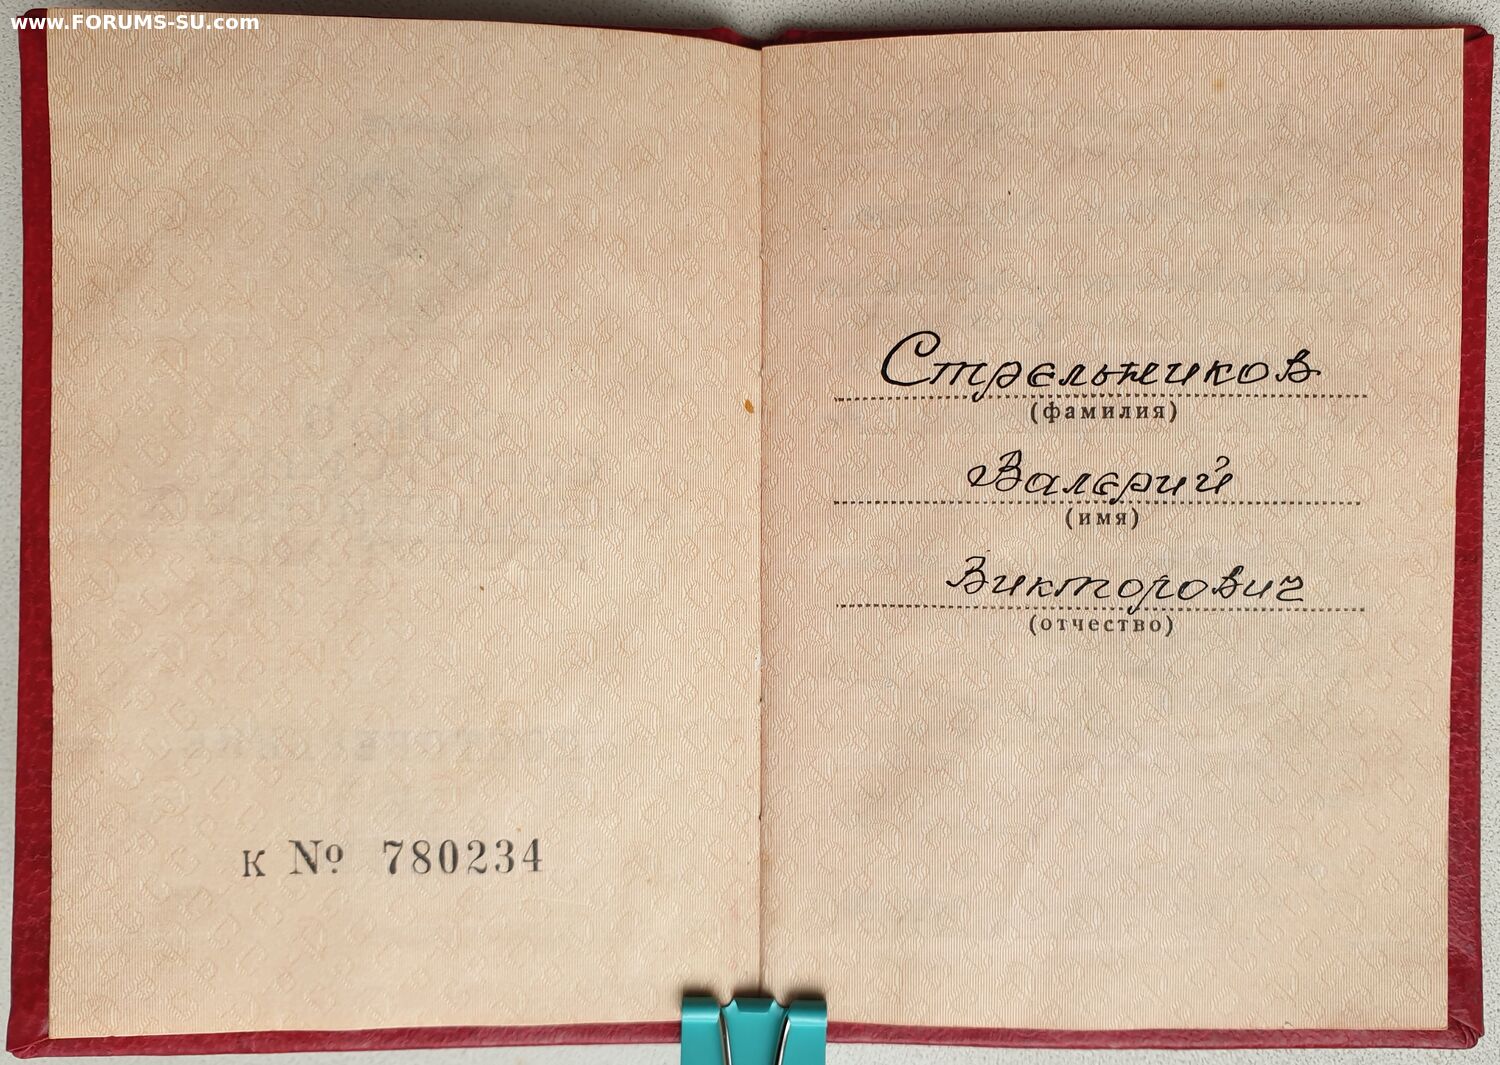 www.FORUMS-SU.com
К № 780234
Стрельников
(фамилия)
Валерий
(имя)
Викторович
(отчество)